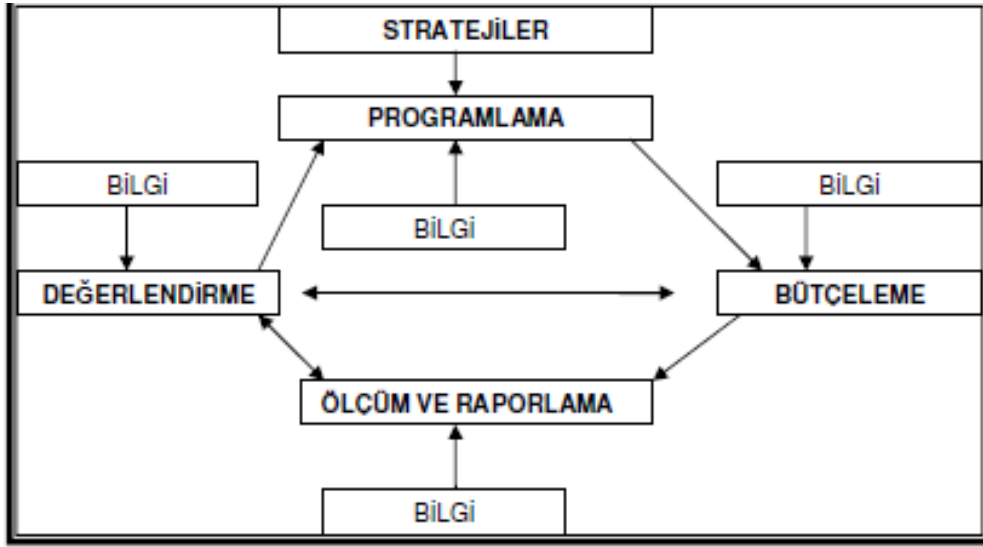 STRATEJİLER
PROGRAMLAMA
BİLGİ
BİLGİ
BİLGİ
DEĞERLENDİRME
BÜTÇELEME
ÖLÇÜM VE RAPORLAMA
BİLGİ